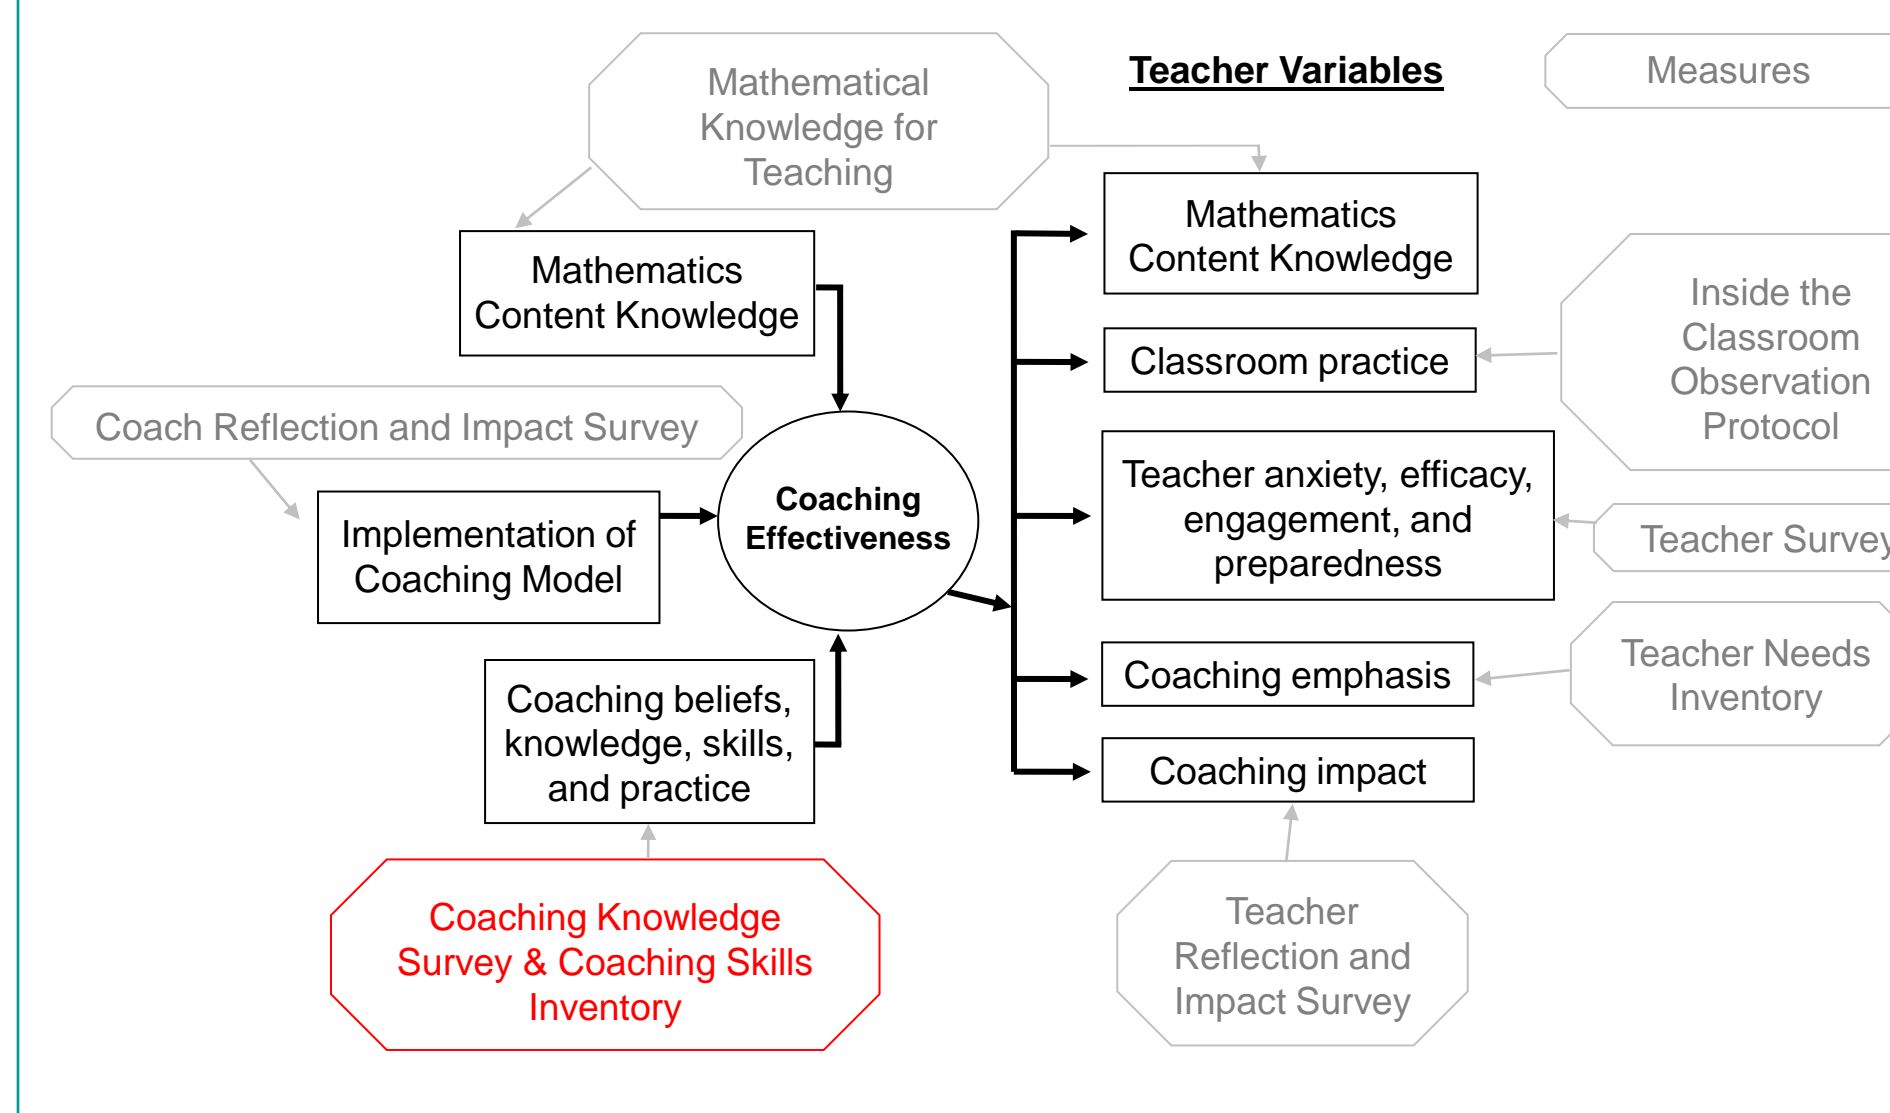 Mathematical
Knowledge for
Teaching
Teacher Variables
Measures
Mathematics
Content Knowledge
Mathematics
Content Knowledge
Inside the
Classroom
Observation
Protocol
Classroom practice
Coach Reflection and Impact Survey
Teacher anxiety, efficacy,
engagement, and
preparedness
Coaching
Effectiveness
Implementation of
Coaching Model
Teacher Survey
Teacher Needs
Inventory
Coaching emphasis
Coaching beliefs,
knowledge, skills,
and practice
Coaching impact
Coaching Knowledge
Survey & Coaching Skills
Inventory
Teacher
Reflection and
Impact Survey